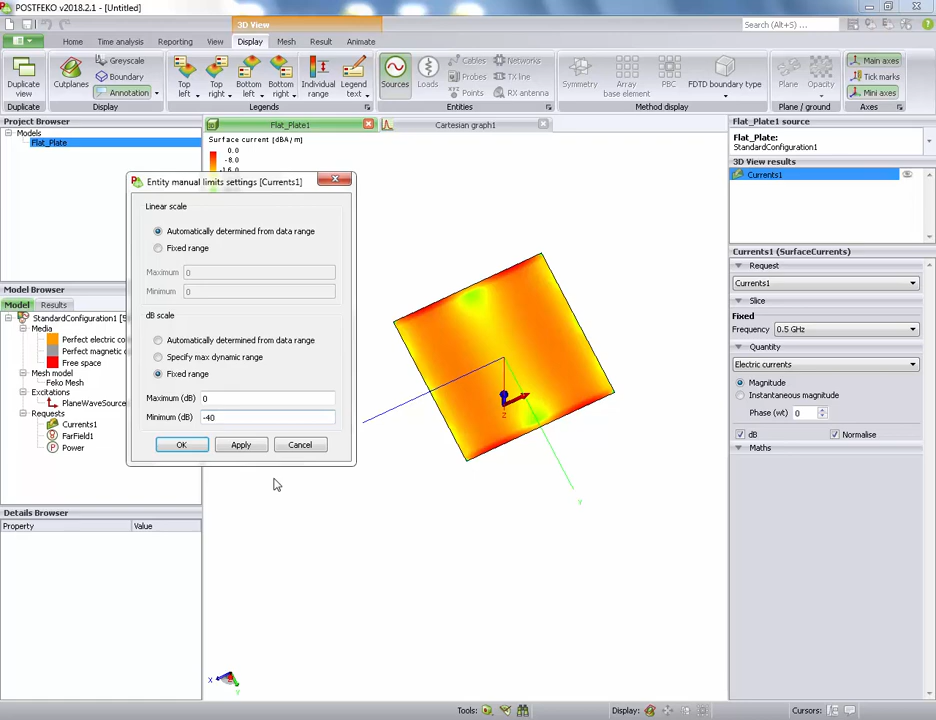 POSTFEKO v2018.2.1 - [Untitled]
3D View
Search (Alt+S) ...
Home
Time analysis
Reporting
View
Display
Mesh
Result
Animate
Duplicate view
Duplicate
Cutplanes
Greyscale
Boundary
Annotation
Display
Top left
Top right
Bottom left
Bottom right
Individual range
Legend text
Legends
Sources
Loads
Cables
Probes
Points
Networks
TX line
RX antenna
Entities
Symmetry
Array base element
PBC
FDTD boundary
Method display
Plane
Opacity
Plane / ground
Main axes
Tick marks
Mini axes
Axes
Project Browser
Models
Flat_Plate
Flat_Plate1
Cartesian graph1
Surface current [dBA/m]
0.0
-8.0
-16.0
Entity manual limits settings [Currents1]
Linear scale
Automatically determined from data range
Fixed range
Maximum 0
Minimum 0
dB scale
Automatically determined from data range
Specify max dynamic range
Fixed range
Maximum (dB) 0
Minimum (dB) -40
OK
Apply
Cancel
Model Browser
Model
Results
StandardConfiguration1 [
Media
Perfect electric co
Perfect magnetic c
Free space
Mesh model
Feko Mesh
Excitations
PlaneWaveSource
Requests
Currents1
FarField1
Power
Details Browser
Property
Value
Z
Y
X
Y
Flat_Plate1 source
Flat_Plate:
StandardConfiguration1
3D View results
Currents1
Currents1 (SurfaceCurrents)
Request
Currents1
Slice
Fixed
Frequency 0.5 GHz
Quantity
Electric currents
Magnitude
Instantaneous magnitude
Phase (wt) 0
dB
Normalise
Maths
Tools:
Display:
Cursors: